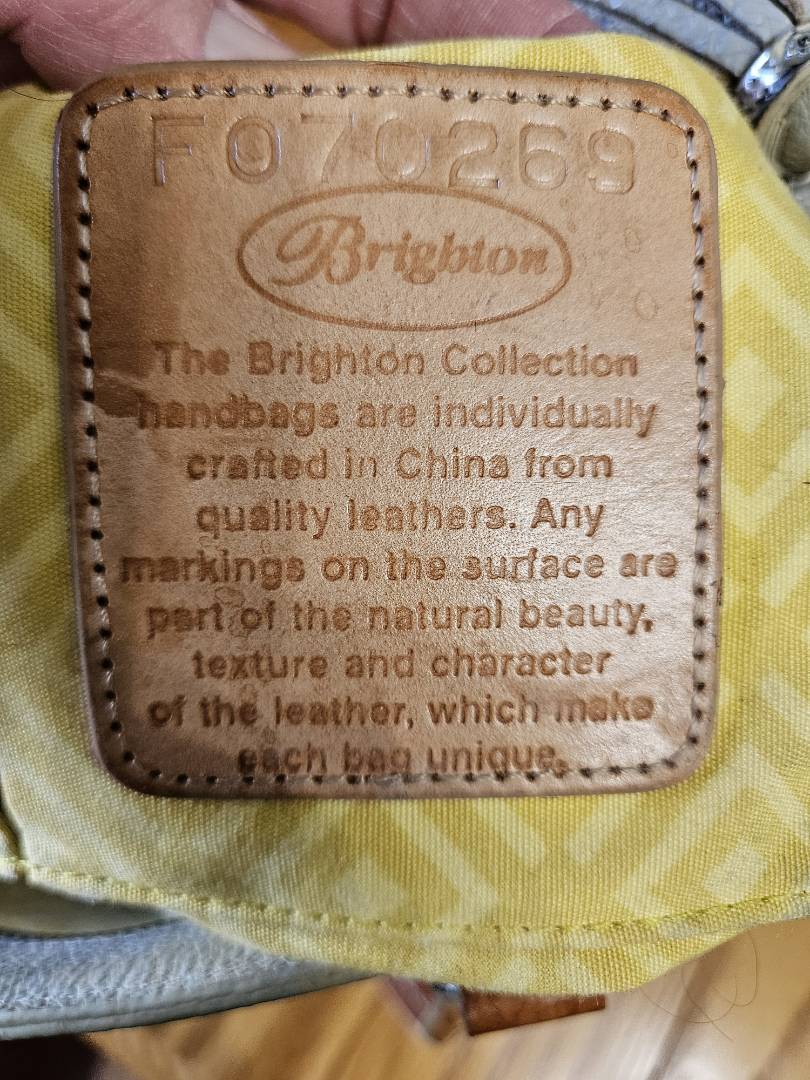 F070269
Brighton
The Brighton Collection
handbags are individually
crafted in China from
quality leathers. Any
markings on the surface are
part of the natural beauty,
texture and character
of the leather, which make
each bag unique.